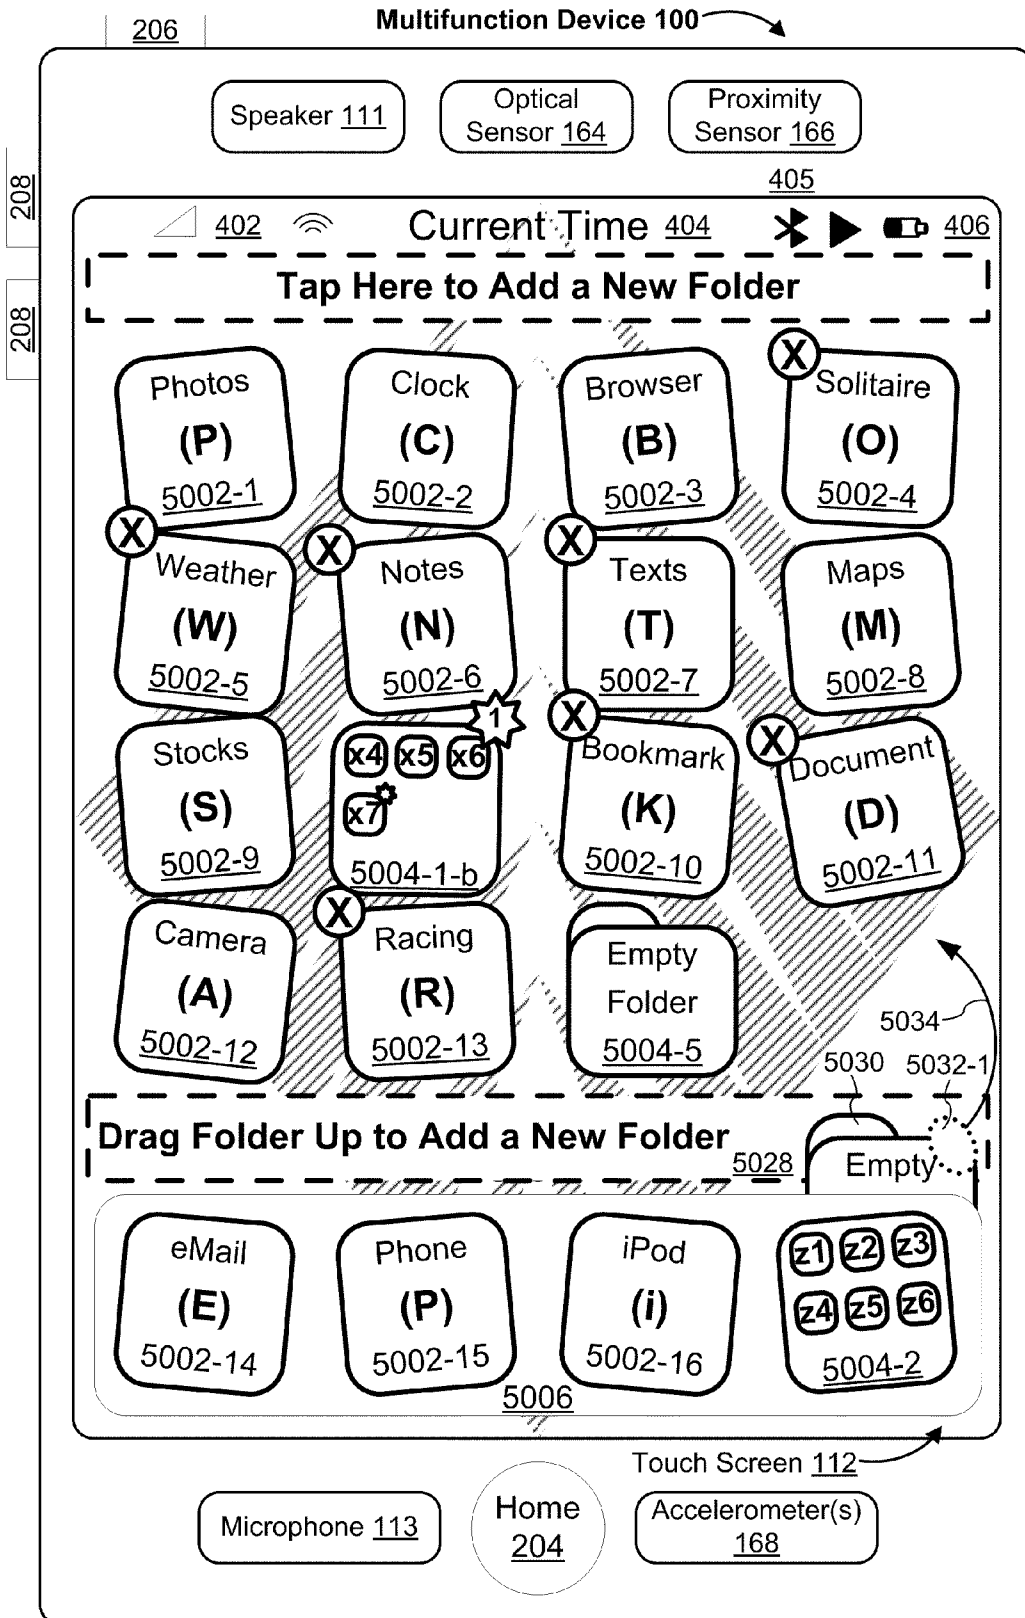 Multifunction Device 100
206
Speaker 111
Optical
Sensor 164
Proximity
Sensor 166
208
208
402
Current Time 404
405
406
Tap Here to Add a New Folder
Photos
(P)
5002-1
Clock
(C)
5002-2
Browser
(B)
5002-3
X
Solitaire
(O)
5002-4
X
Weather
(W)
5002-5
X
Notes
(N)
5002-6
X
Texts
(T)
5002-7
Maps
(M)
5002-8
Stocks
(S)
5002-9
1
x4 x5 x6
x7
5004-1-b
X
Bookmark
(K)
5002-10
X
Document
(D)
5002-11
Camera
(A)
5002-12
X
Racing
(R)
5002-13
Empty
Folder
5004-5
5034
5030
5032-1
Drag Folder Up to Add a New Folder
5028
Empty
eMail
(E)
5002-14
Phone
(P)
5002-15
iPod
(i)
5002-16
z1 z2 z3
z4 z5 z6
5004-2
5006
Touch Screen 112
Microphone 113
Home
204
Accelerometer(s)
168